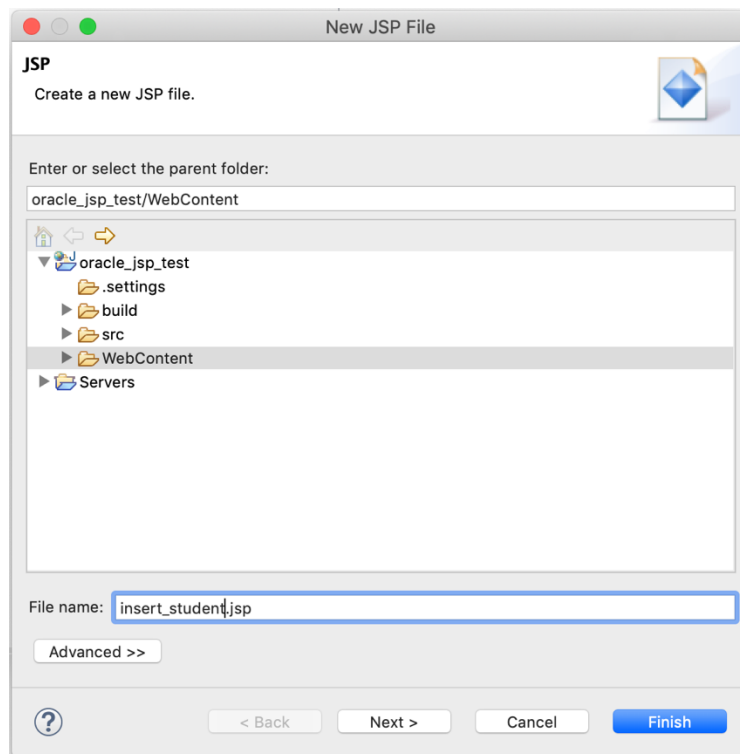 New JSP File
JSP
Create a new JSP file.
Enter or select the parent folder:
oracle_jsp_test/WebContent
oracle_jsp_test
.settings
build
src
WebContent
Servers
File name: insert_student.jsp
Advanced >>
? < Back Next > Cancel Finish